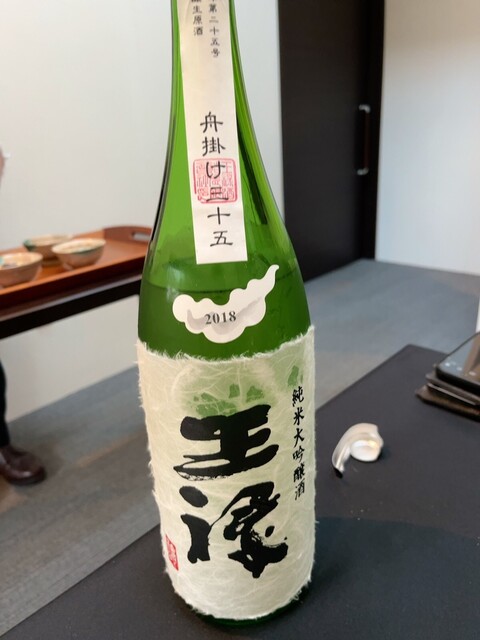 第二十五号
生原酒
舟掛け三十五
2018
純米大吟醸酒
王祿